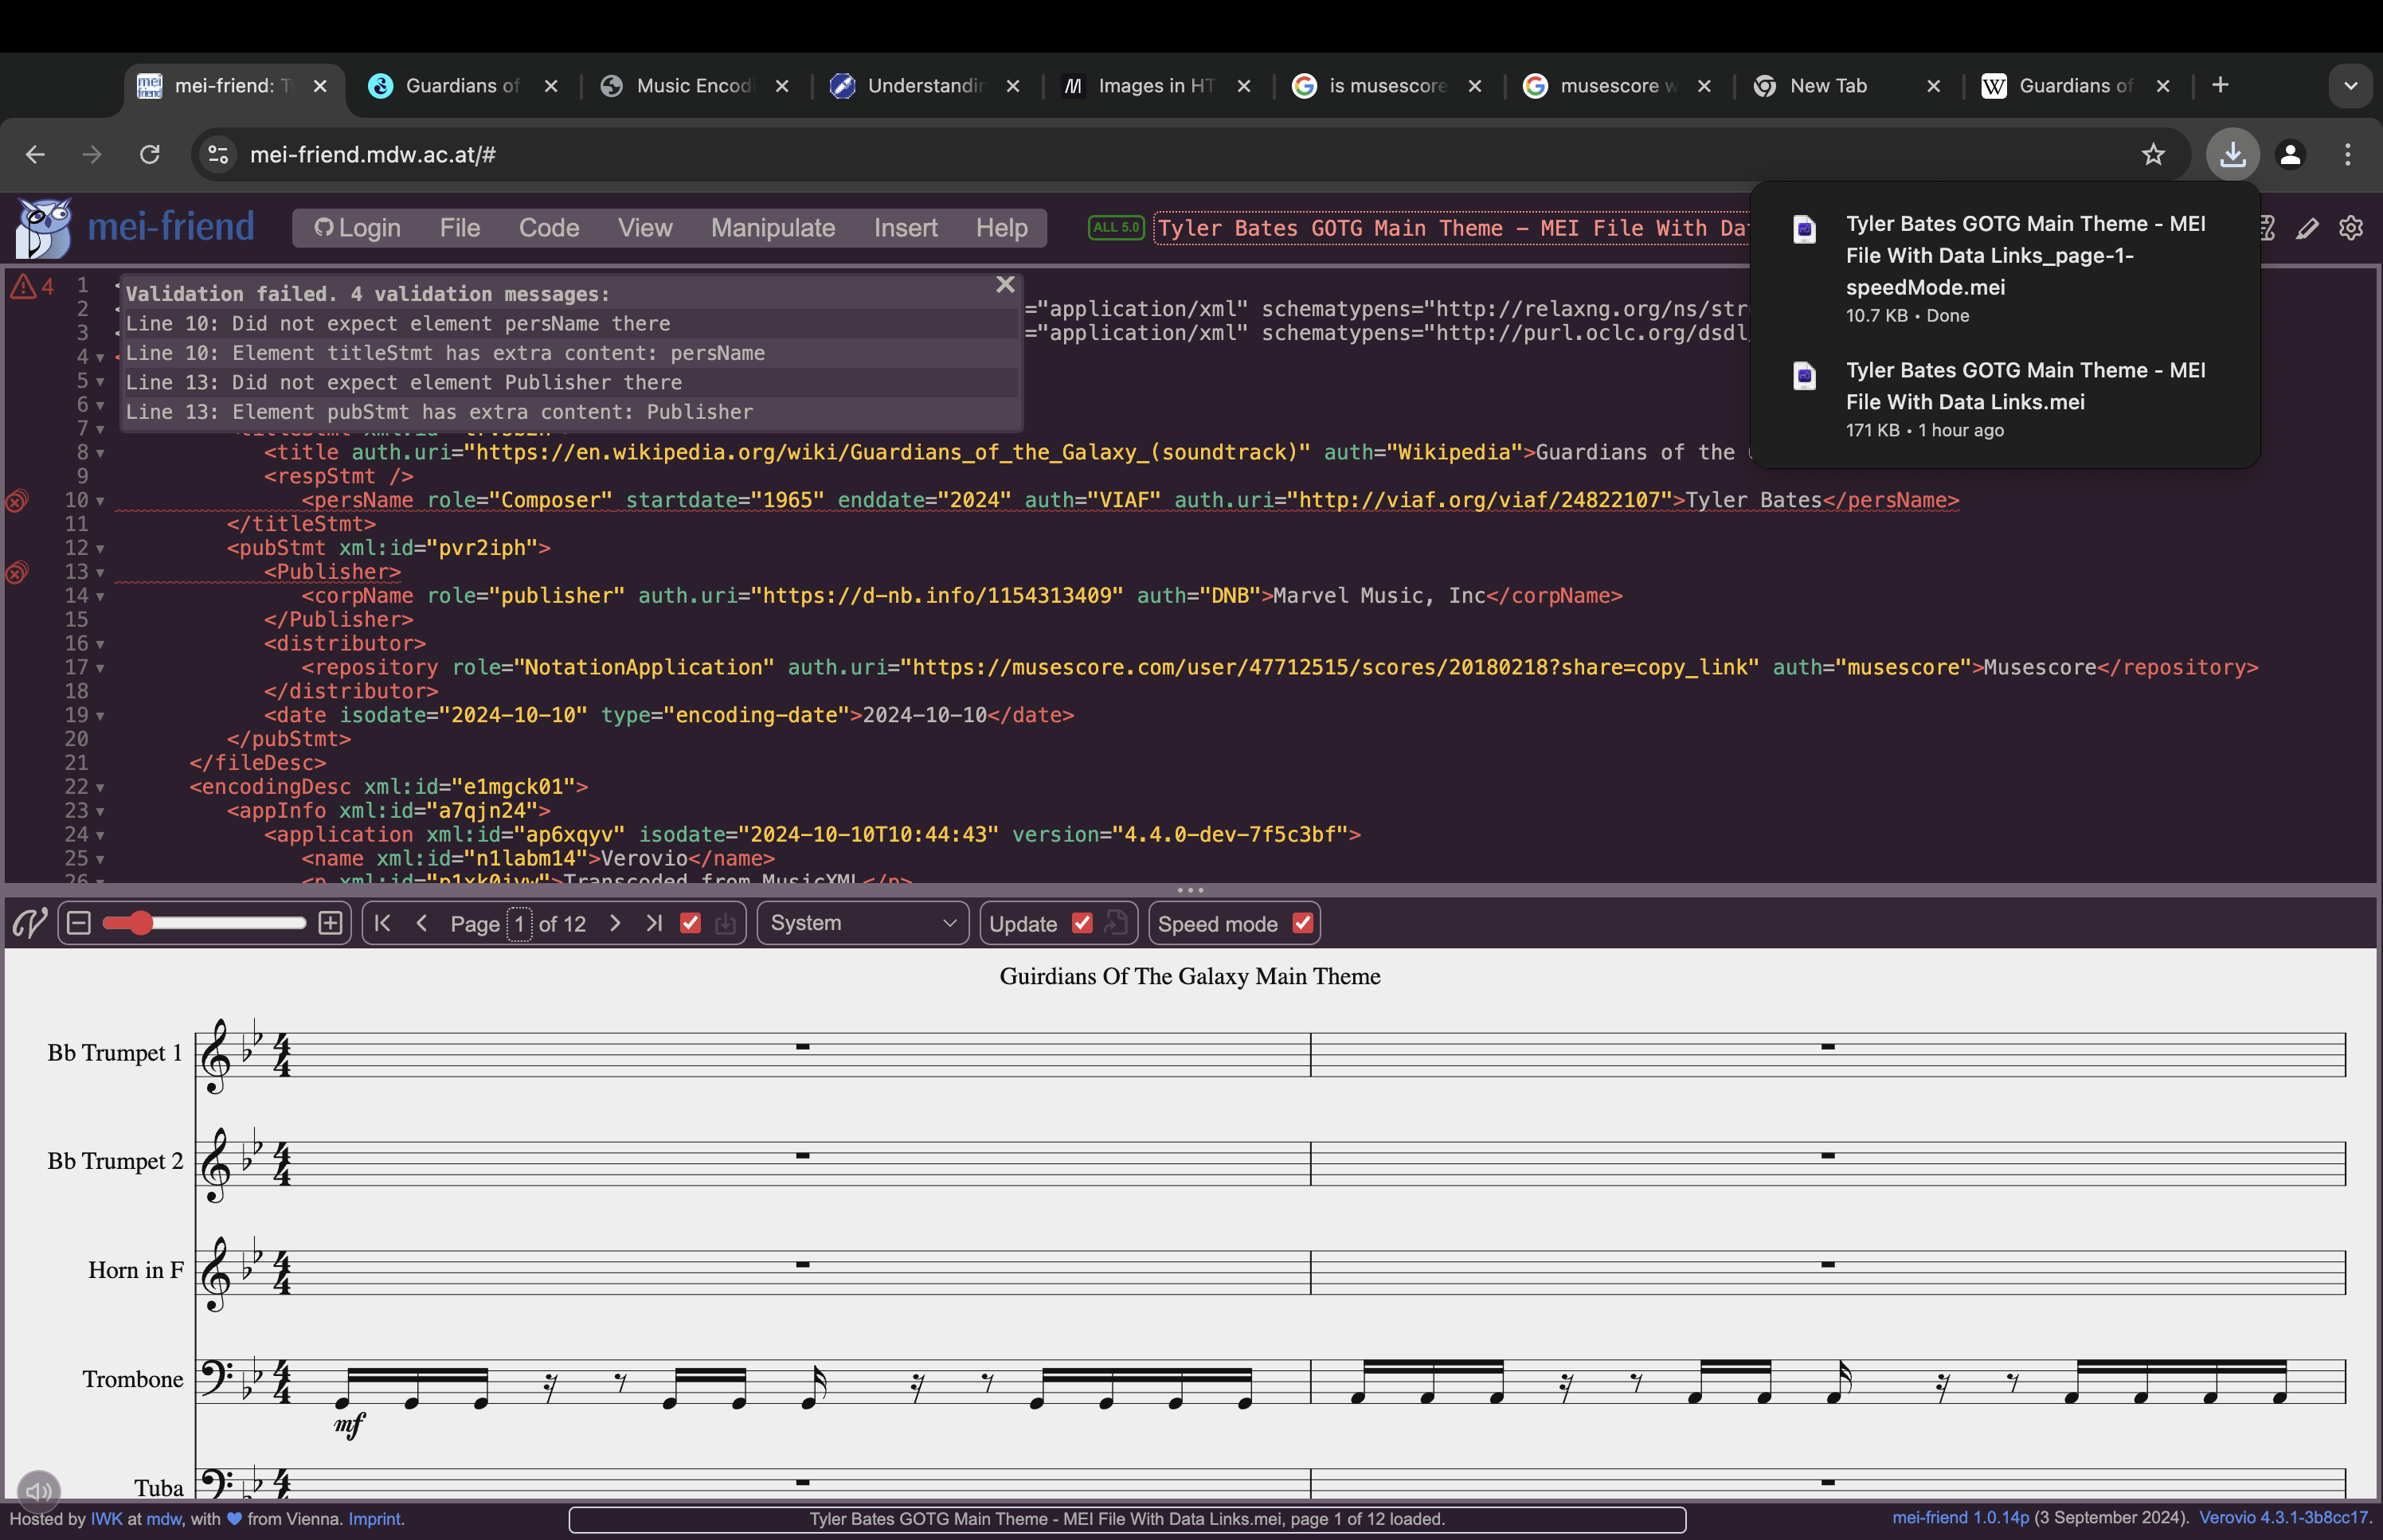 mei-friend: T
Guardians of
Music Encod
Understandin
Images in HT
is musescore
musescore w
New Tab
Guardians of
mei-friend.mdw.ac.at/#
mei-friend
Login File Code View Manipulate Insert Help
ALL 5.0
Tyler Bates GOTG Main Theme - MEI File With Da
Tyler Bates GOTG Main Theme - MEI
File With Data Links_page-1-
speedMode.mei
10.7 KB • Done
Tyler Bates GOTG Main Theme - MEI
File With Data Links.mei
171 KB • 1 hour ago
4
Validation failed. 4 validation messages:
Line 10: Did not expect element persName there
Line 10: Element titleStmt has extra content: persName
Line 13: Did not expect element Publisher there
Line 13: Element pubStmt has extra content: Publisher
1
2 ="application/xml" schematypens="http://relaxng.org/ns/str
3 ="application/xml" schematypens="http://purl.oclc.org/dsdl
4
5
6
7
8 <title auth.uri="https://en.wikipedia.org/wiki/Guardians_of_the_Galaxy_(soundtrack)" auth="Wikipedia">Guardians of the
9 <respStmt />
10 <persName role="Composer" startdate="1965" enddate="2024" auth="VIAF" auth.uri="http://viaf.org/viaf/24822107">Tyler Bates</persName>
11 </titleStmt>
12 <pubStmt xml:id="pvr2iph">
13 <Publisher>
14 <corpName role="publisher" auth.uri="https://d-nb.info/1154313409" auth="DNB">Marvel Music, Inc</corpName>
15 </Publisher>
16 <distributor>
17 <repository role="NotationApplication" auth.uri="https://musescore.com/user/47712515/scores/20180218?share=copy_link" auth="musescore">Musescore</repository>
18 </distributor>
19 <date isodate="2024-10-10" type="encoding-date">2024-10-10</date>
20 </pubStmt>
21 </fileDesc>
22 <encodingDesc xml:id="e1mgck01">
23 <appInfo xml:id="a7qjn24">
24 <application xml:id="ap6xqyv" isodate="2024-10-10T10:44:43" version="4.4.0-dev-7f5c3bf">
25 <name xml:id="n1labm14">Verovio</name>
26 <p xml:id="p1xk0jyw">Transcoded from MusicXML</p>
Page 1 of 12
System
Update
Speed mode
Guirdians Of The Galaxy Main Theme
Bb Trumpet 1
Bb Trumpet 2
Horn in F
Trombone
mf
Tuba
Hosted by IWK at mdw, with from Vienna. Imprint.
Tyler Bates GOTG Main Theme - MEI File With Data Links.mei, page 1 of 12 loaded.
mei-friend 1.0.14p (3 September 2024). Verovio 4.3.1-3b8cc17.